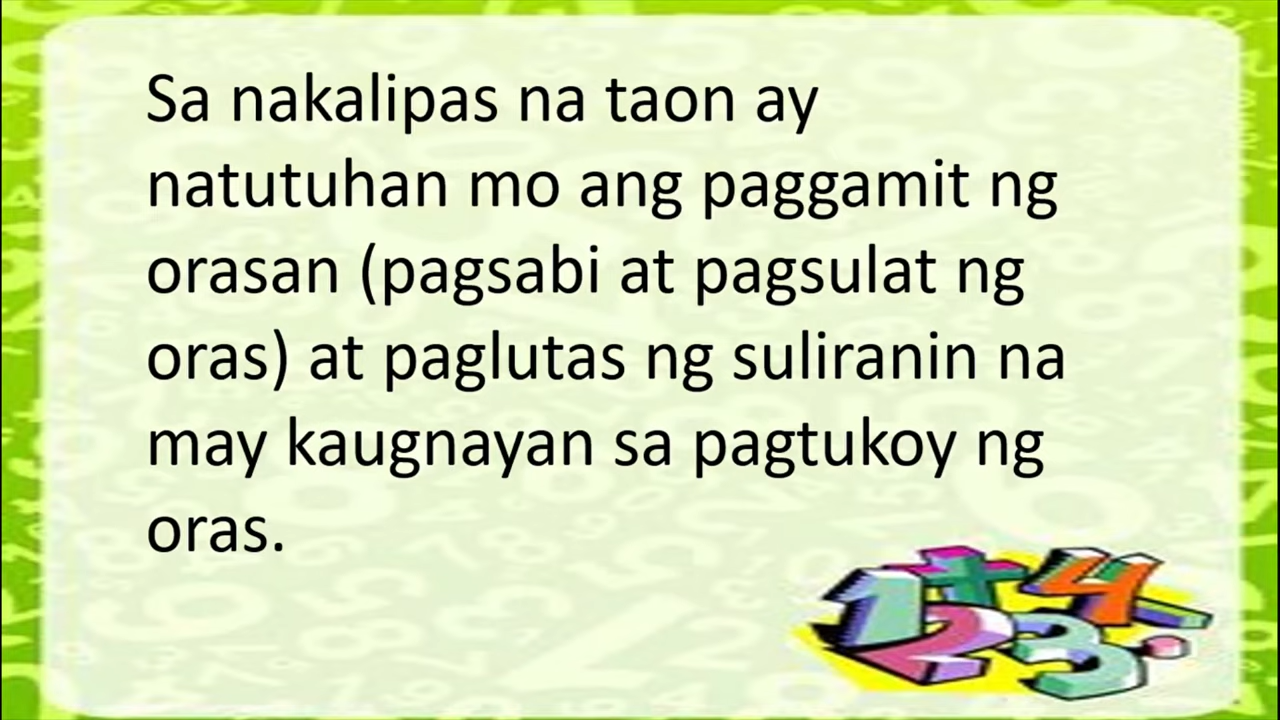 Sa nakalipas na taon ay
natutuhan mo ang paggamit ng
orasan (pagsabi at pagsulat ng
oras) at paglutas ng suliranin na
may kaugnayan sa pagtukoy ng
oras.